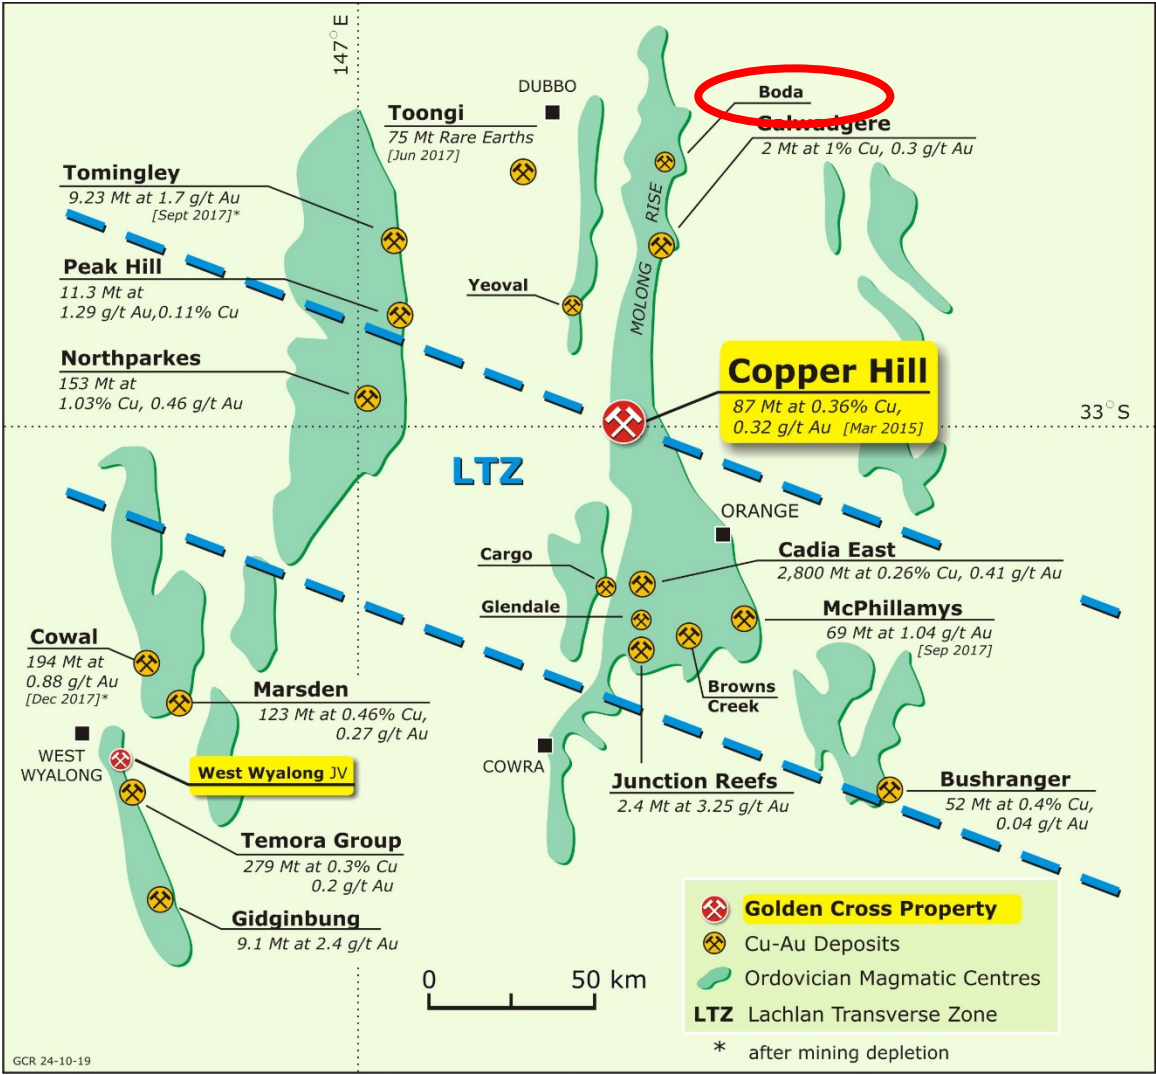 147°E
DUBBO
Boda
Toongi
75 Mt Rare Earths
[Jun 2017]
Galwadgere
2 Mt at 1% Cu, 0.3 g/t Au
Tomingley
9.23 Mt at 1.7 g/t Au
[Sept 2017]*
MOLONG RISE
Peak Hill
11.3 Mt at
1.29 g/t Au,0.11% Cu
Yeoval
Northparkes
153 Mt at
1.03% Cu, 0.46 g/t Au
Copper Hill
87 Mt at 0.36% Cu,
0.32 g/t Au [Mar 2015]
33°S
LTZ
ORANGE
Cargo
Cadia East
2,800 Mt at 0.26% Cu, 0.41 g/t Au
Glendale
McPhillamys
69 Mt at 1.04 g/t Au
[Sep 2017]
Cowal
194 Mt at
0.88 g/t Au
[Dec 2017]*
Marsden
123 Mt at 0.46% Cu,
0.27 g/t Au
Browns
Creek
WEST
WYALONG
West Wyalong JV
COWRA
Junction Reefs
2.4 Mt at 3.25 g/t Au
Bushranger
52 Mt at 0.4% Cu,
0.04 g/t Au
Temora Group
279 Mt at 0.3% Cu
0.2 g/t Au
Gidginbung
9.1 Mt at 2.4 g/t Au
0 50 km
Golden Cross Property
Cu-Au Deposits
Ordovician Magmatic Centres
LTZ Lachlan Transverse Zone
* after mining depletion
GCR 24-10-19